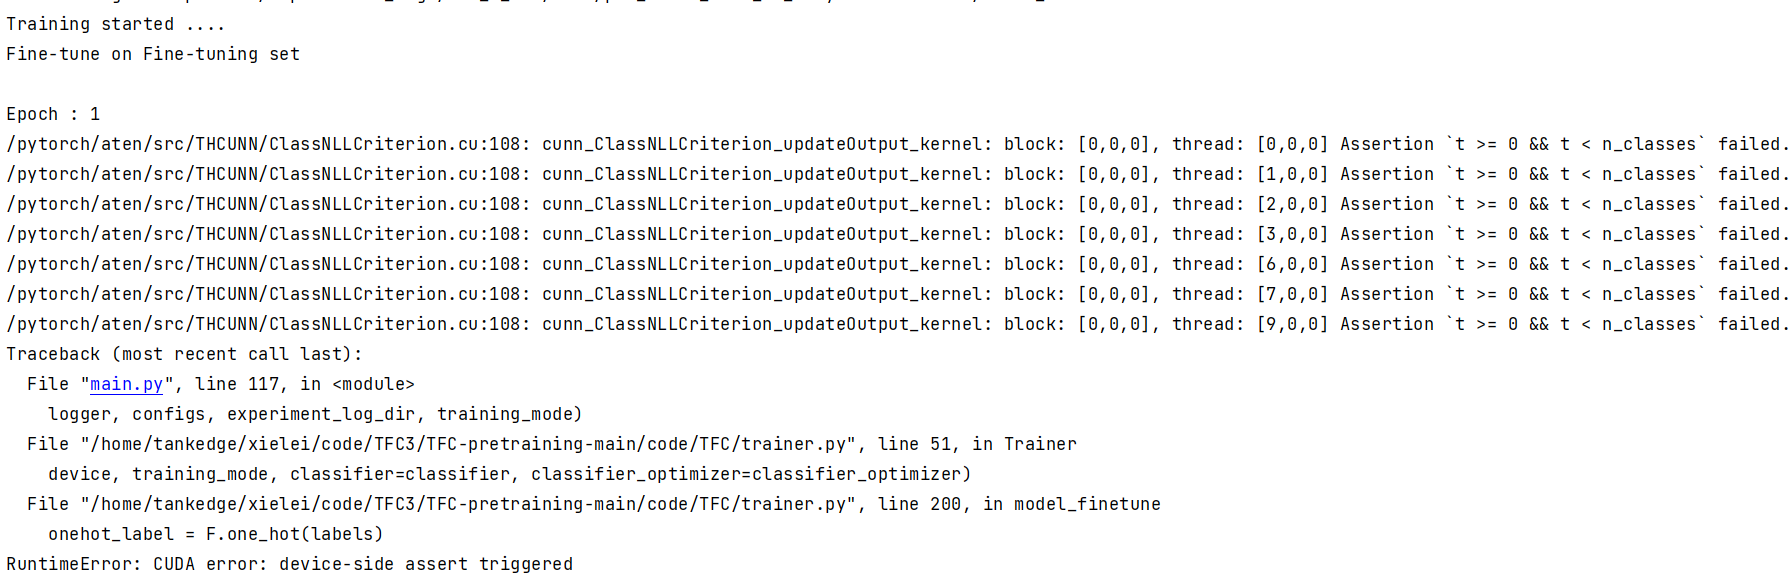 Training started ....
Fine-tune on Fine-tuning set
Epoch : 1
/pytorch/aten/src/THCUNN/ClassNLLCriterion.cu:108: cunn_ClassNLLCriterion_updateOutput_kernel: block: [0,0,0], thread: [0,0,0] Assertion `t >= 0 && t < n_classes` failed.
/pytorch/aten/src/THCUNN/ClassNLLCriterion.cu:108: cunn_ClassNLLCriterion_updateOutput_kernel: block: [0,0,0], thread: [1,0,0] Assertion `t >= 0 && t < n_classes` failed.
/pytorch/aten/src/THCUNN/ClassNLLCriterion.cu:108: cunn_ClassNLLCriterion_updateOutput_kernel: block: [0,0,0], thread: [2,0,0] Assertion `t >= 0 && t < n_classes` failed.
/pytorch/aten/src/THCUNN/ClassNLLCriterion.cu:108: cunn_ClassNLLCriterion_updateOutput_kernel: block: [0,0,0], thread: [3,0,0] Assertion `t >= 0 && t < n_classes` failed.
/pytorch/aten/src/THCUNN/ClassNLLCriterion.cu:108: cunn_ClassNLLCriterion_updateOutput_kernel: block: [0,0,0], thread: [6,0,0] Assertion `t >= 0 && t < n_classes` failed.
/pytorch/aten/src/THCUNN/ClassNLLCriterion.cu:108: cunn_ClassNLLCriterion_updateOutput_kernel: block: [0,0,0], thread: [7,0,0] Assertion `t >= 0 && t < n_classes` failed.
/pytorch/aten/src/THCUNN/ClassNLLCriterion.cu:108: cunn_ClassNLLCriterion_updateOutput_kernel: block: [0,0,0], thread: [9,0,0] Assertion `t >= 0 && t < n_classes` failed.
Traceback (most recent call last):
  File "main.py", line 117, in <module>
    logger, configs, experiment_log_dir, training_mode)
  File "/home/tankedge/xielei/code/TFC3/TFC-pretraining-main/code/TFC/trainer.py", line 51, in Trainer
    device, training_mode, classifier=classifier, classifier_optimizer=classifier_optimizer)
  File "/home/tankedge/xielei/code/TFC3/TFC-pretraining-main/code/TFC/trainer.py", line 200, in model_finetune
    onehot_label = F.one_hot(labels)
RuntimeError: CUDA error: device-side assert triggered